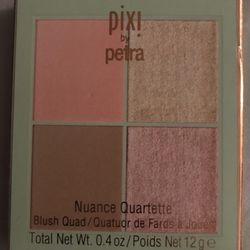 pixi
by
petra
Nuance Quartette
Blush Quad / Quatuor de Fards à Joues
Total Net Wt. 0.4 oz / Poids Net 12 g ℮